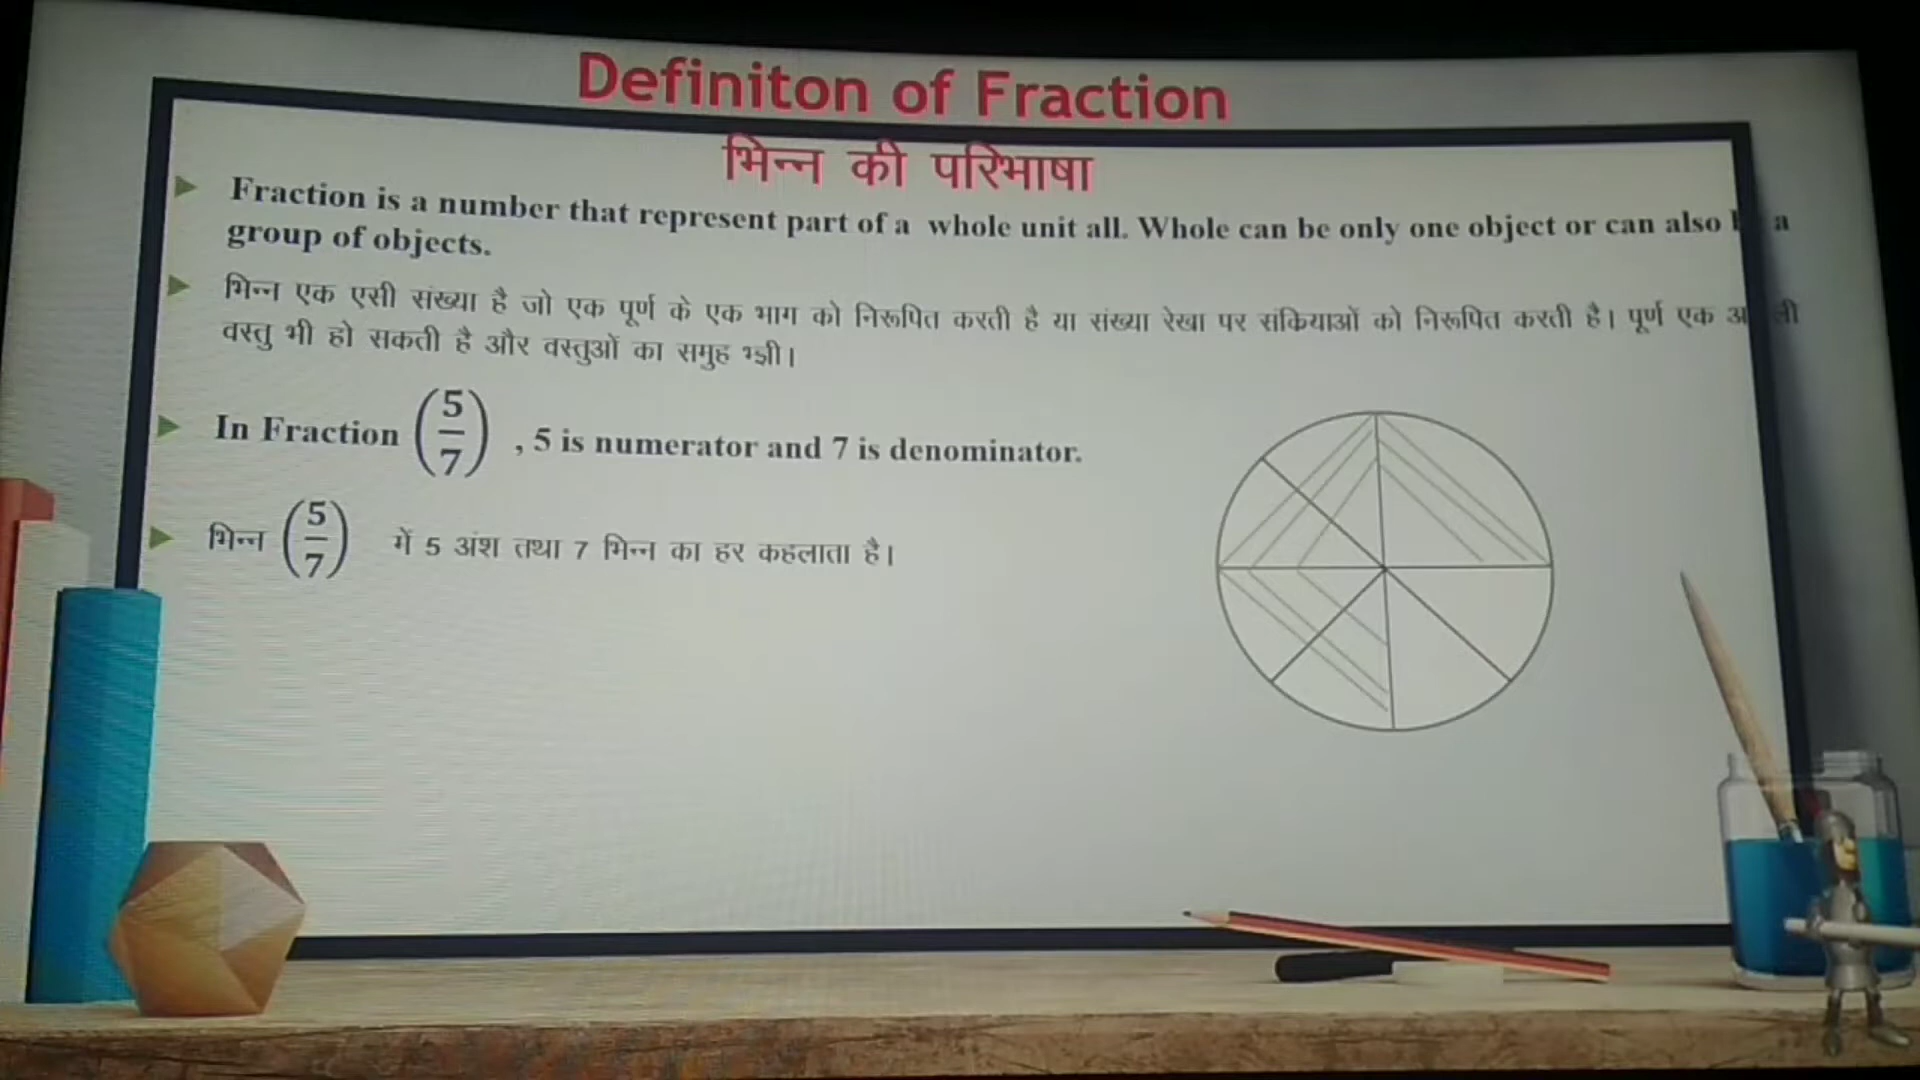 Definiton of Fraction
भिन्न की परिभाषा
Fraction is a number that represent part of a whole unit all. Whole can be only one object or can also a
group of objects.
भिन्न एक एसी संख्या है जो एक पूर्ण के एक भाग को निरूपित करती है या संख्या रेखा पर संकियाओं को निरूपित करती है। पूर्ण एक
वस्तु भी हो सकती है और वस्तुओं का समुह
In Fraction (5/7) , 5 is numerator and 7 is denominator.
भिन्न (5/7) में 5 अंश तथा 7 भिन्न का हर कहलाता है।